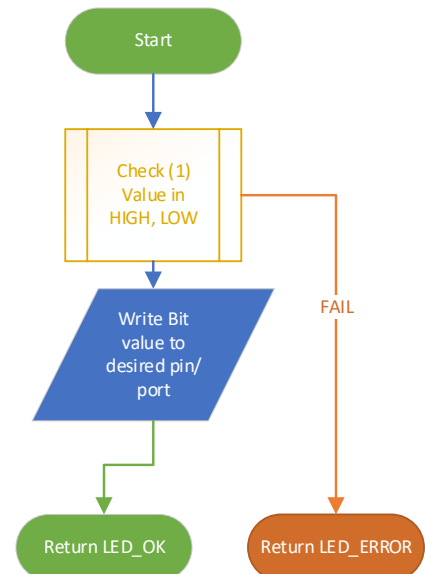 Start
Check (1)
Value in
HIGH, LOW
Write Bit
value to
desired pin/
port
FAIL
Return LED_OK
Return LED_ERROR